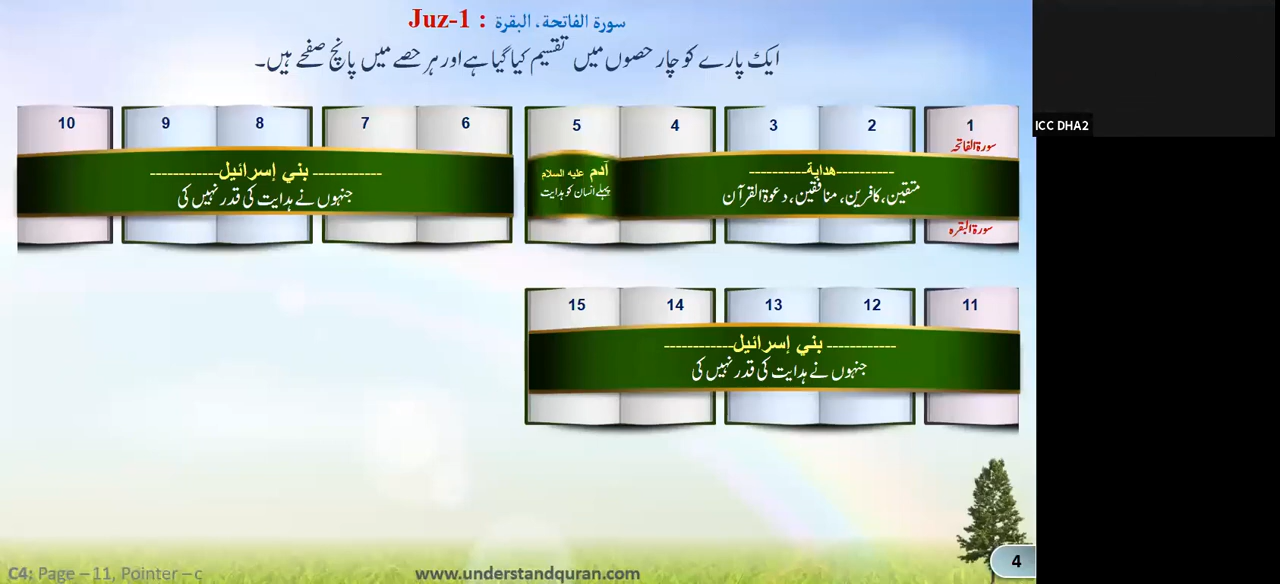 Juz-1 : سورة الفاتحة، البقرة
ایک پارے کو چار حصوں میں تقسیم کیا گیا ہے اور ہر حصے میں پانچ صفحے ہیں۔
ICC DHA2
1
2
3
4
5
سورۃ الفاتحہ
----------هداية----------
متقین، کافرین، منافقین، دعوۃ القرآن
آدم علیہ السلام
پہلے انسان کو ہدایت
سورۃ البقرہ
6
7
8
9
10
------------ بني إسرائيل------------
جنہوں نے ہدایت کی قدر نہیں کی
11
12
13
14
15
------------ بني إسرائيل------------
جنہوں نے ہدایت کی قدر نہیں کی
4
C4: Page – 11, Pointer – c
www.understandquran.com